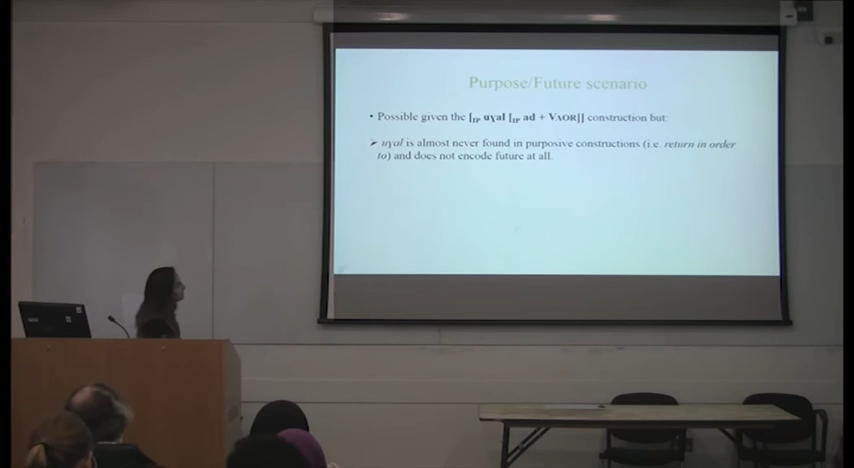 Purpose/Future scenario
• Possible given the [IP uɣal [IP ad + VAOR]] construction but:
➤ uɣal is almost never found in purposive constructions (i.e. return in order
to) and does not encode future at all.